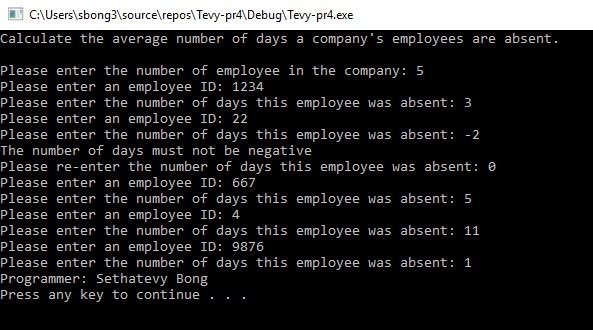 C:\Users\sbong3\source\repos\Tevy-pr4\Debug\Tevy-pr4.exe
Calculate the average number of days a company's employees are absent.
Please enter the number of employee in the company: 5
Please enter an employee ID: 1234
Please enter the number of days this employee was absent: 3
Please enter an employee ID: 22
Please enter the number of days this employee was absent: -2
The number of days must not be negative
Please re-enter the number of days this employee was absent: 0
Please enter an employee ID: 667
Please enter the number of days this employee was absent: 5
Please enter an employee ID: 4
Please enter the number of days this employee was absent: 11
Please enter an employee ID: 9876
Please enter the number of days this employee was absent: 1
Programmer: Sethatevy Bong
Press any key to continue . . .